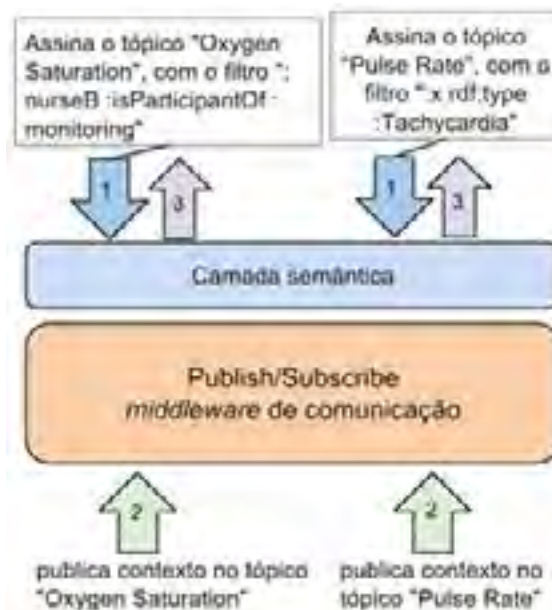 Assina o tópico "Oxygen
Saturation", com o filtro ":
nurseB :isParticipantOf :
monitoring"
Assina o tópico
"Pulse Rate", com o
filtro ":x rdf:type
:Tachycardia"
1
3
1
3
Camada semântica
Publish/Subscribe
middleware de comunicação
2
2
publica contexto no tópico
"Oxygen Saturation"
publica contexto no
tópico "Pulse Rate"